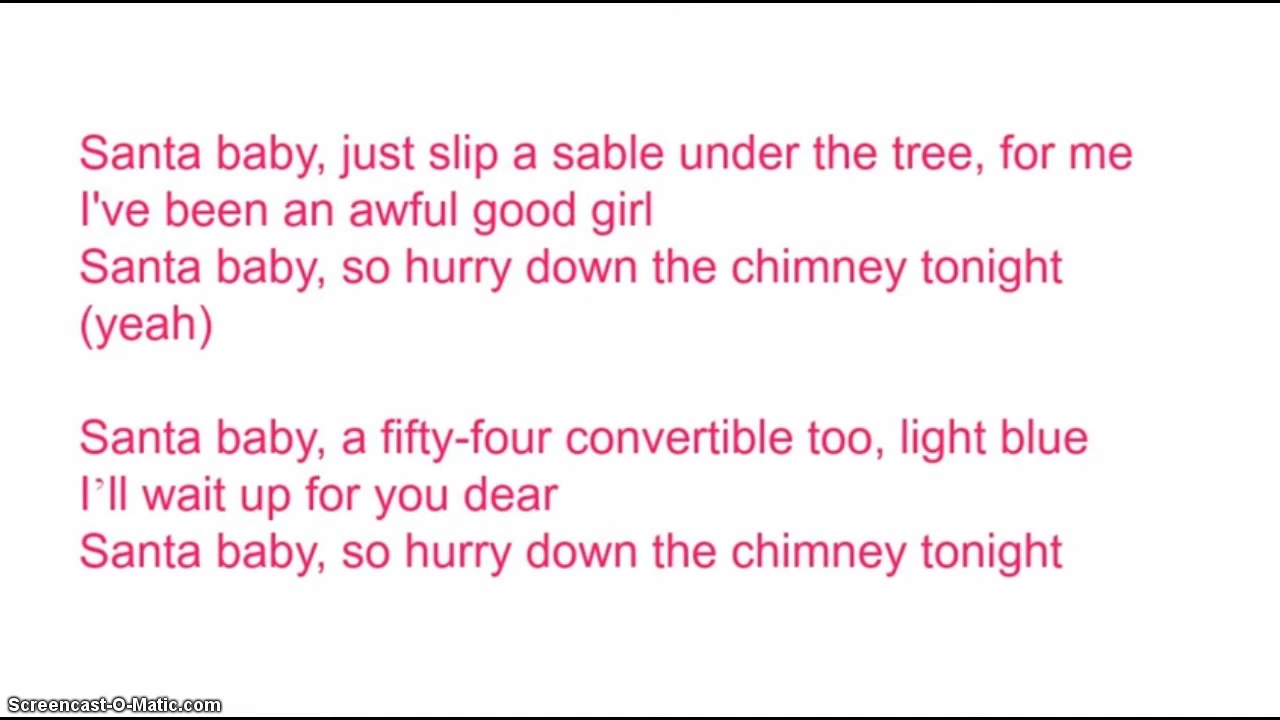 Santa baby, just slip a sable under the tree, for me
I've been an awful good girl
Santa baby, so hurry down the chimney tonight
(yeah)
Santa baby, a fifty-four convertible too, light blue
I’ll wait up for you dear
Santa baby, so hurry down the chimney tonight
Screencast-O-Matic.com